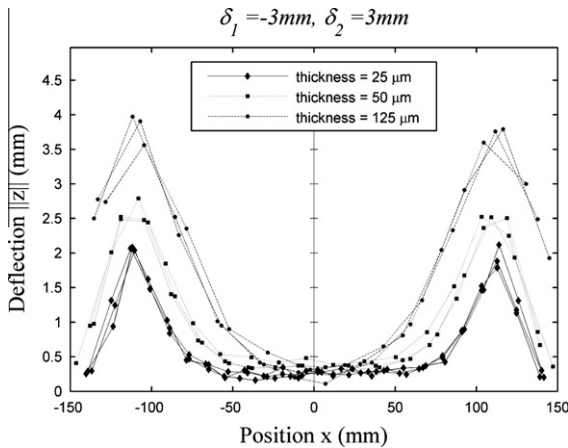 δ1 =-3mm, δ2 = 3mm
thickness = 25 μm
thickness = 50 μm
thickness = 125 μm
Deflection ||z|| (mm)
4.5
4
3.5
3
2.5
2
1.5
1
0.5
0
-150 -100 -50 0 50 100 150
Position x (mm)